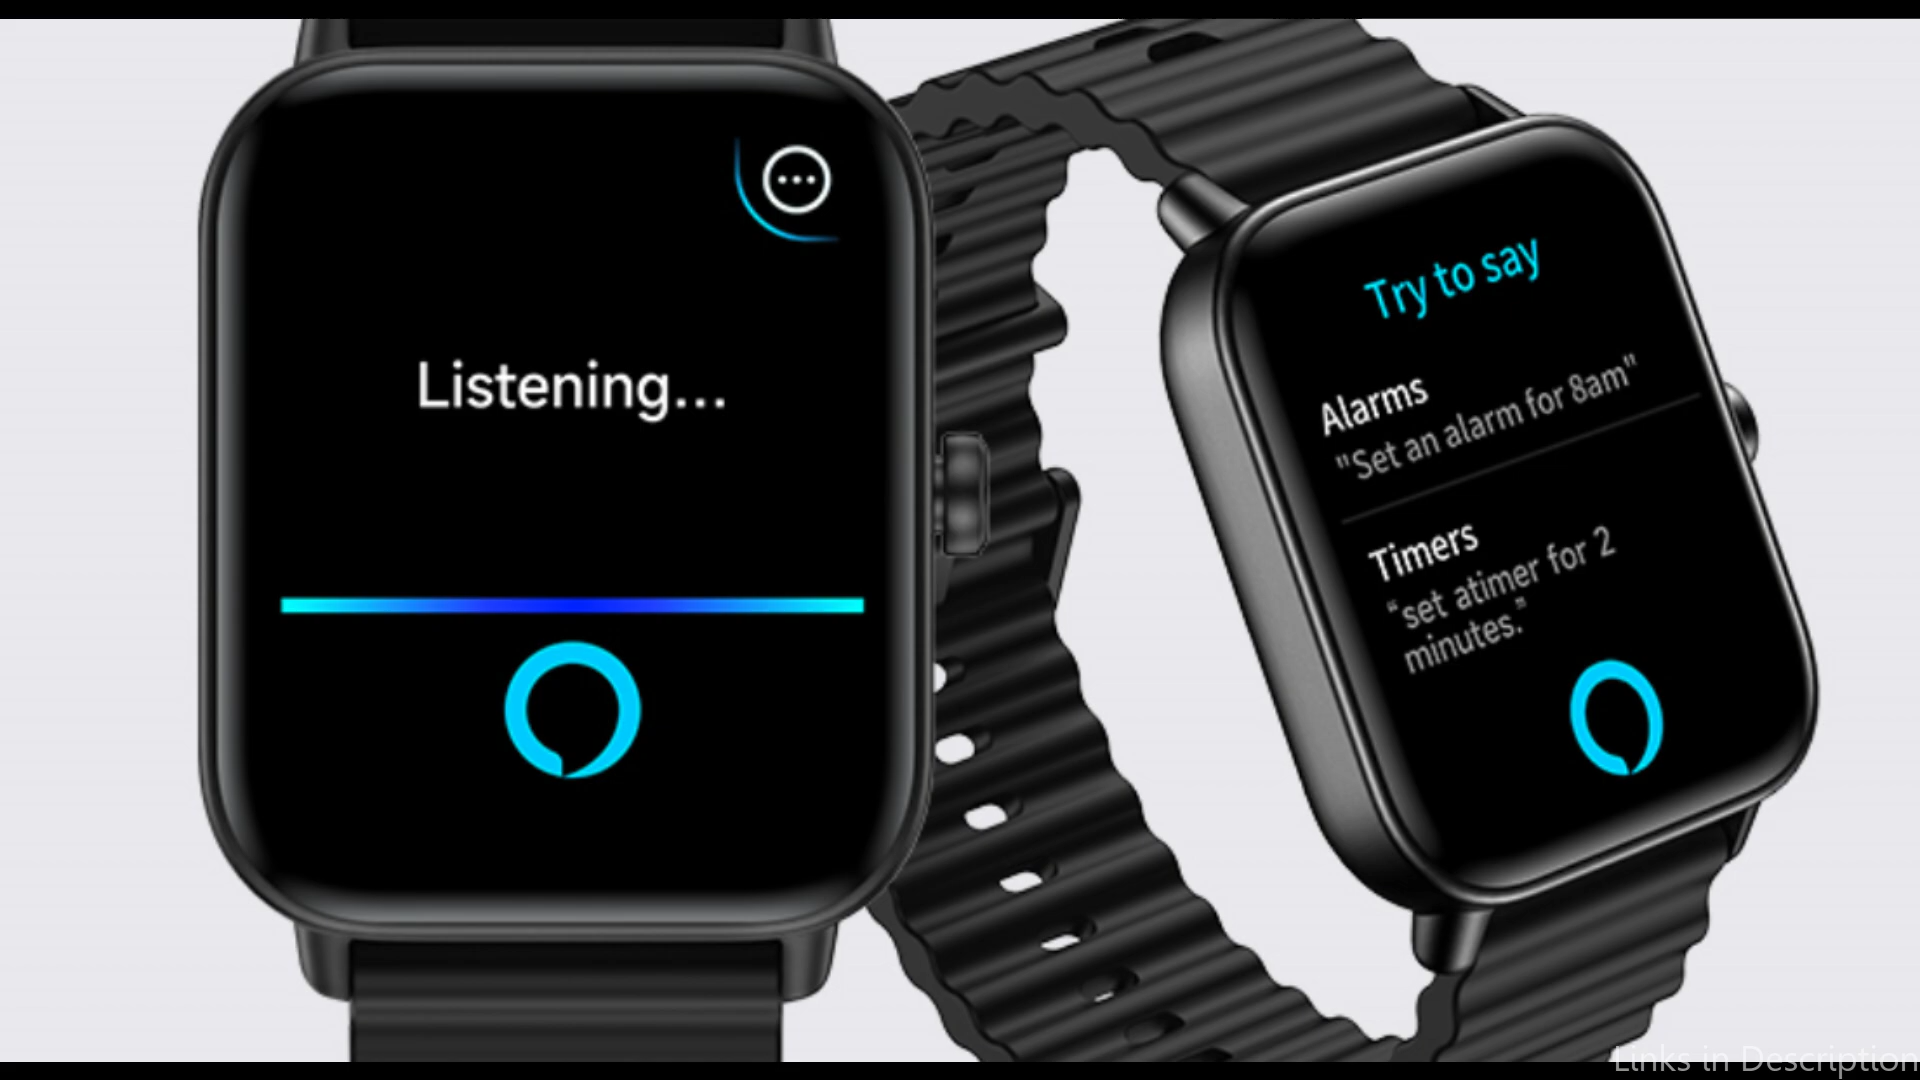 Listening...
Try to say
Alarms
"Set an alarm for 8am"
Timers
“set atimer for 2
minutes.”
Links in Description